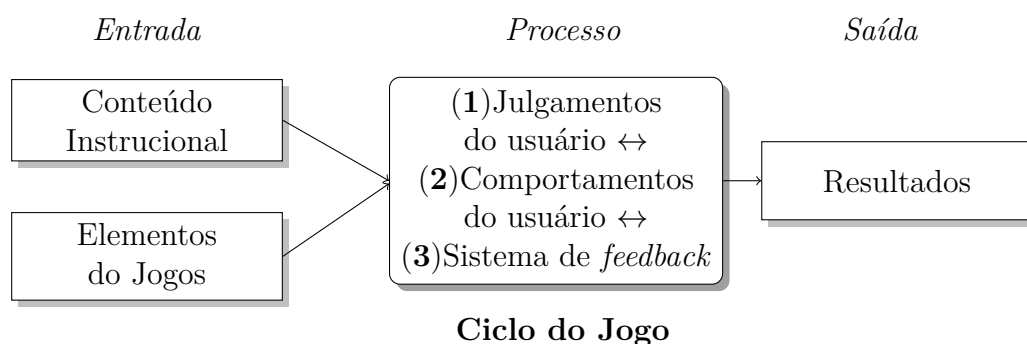 Entrada
Processo
Saída
Conteúdo
Instrucional
Elementos
do Jogos
(1)Julgamentos
do usuário ↔
(2)Comportamentos
do usuário ↔
(3)Sistema de feedback
Resultados
Ciclo do Jogo